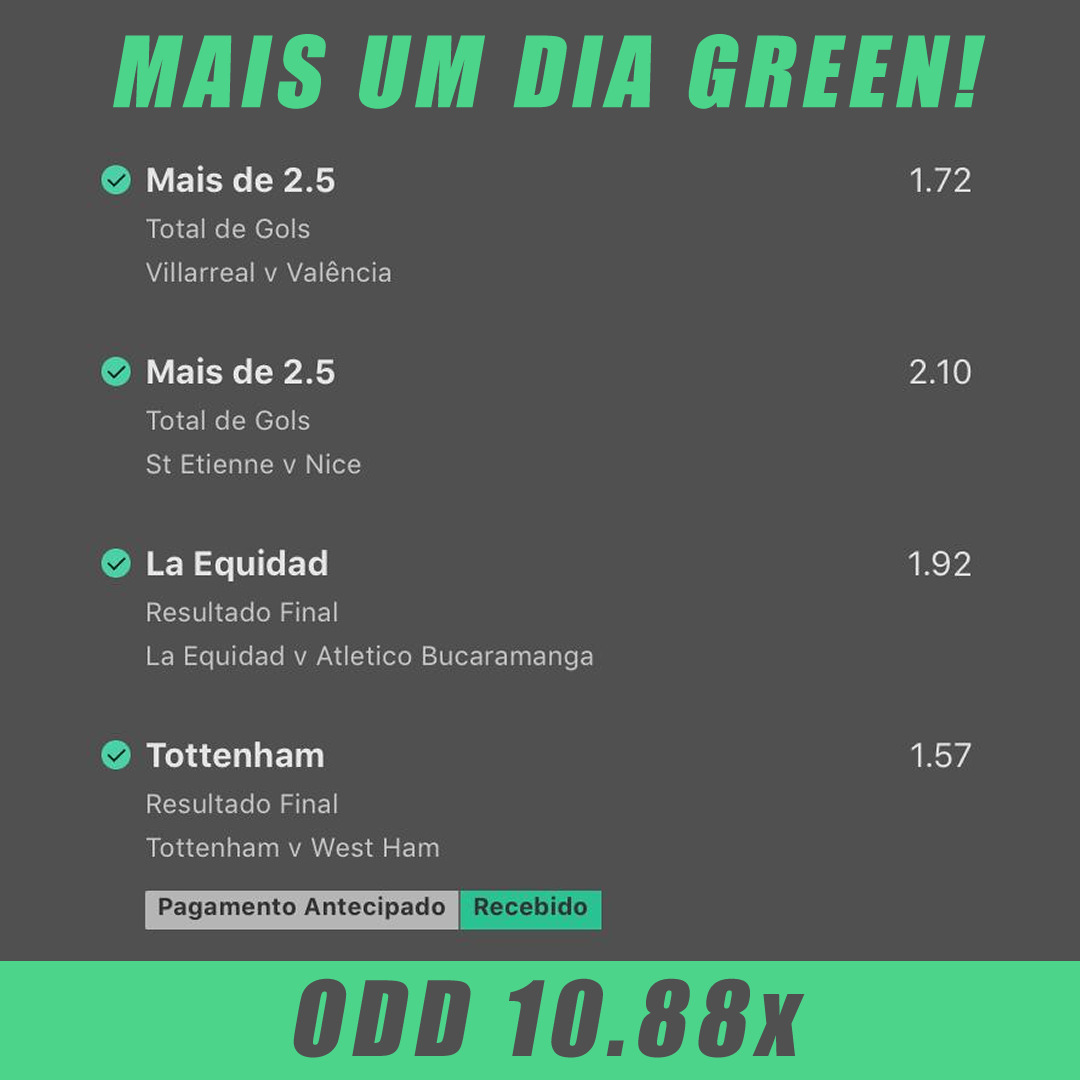 MAIS UM DIA GREEN!
Mais de 2.5 1.72
Total de Gols
Villarreal v Valência
Mais de 2.5 2.10
Total de Gols
St Etienne v Nice
La Equidad 1.92
Resultado Final
La Equidad v Atletico Bucaramanga
Tottenham 1.57
Resultado Final
Tottenham v West Ham
Pagamento Antecipado Recebido
ODD 10.88x